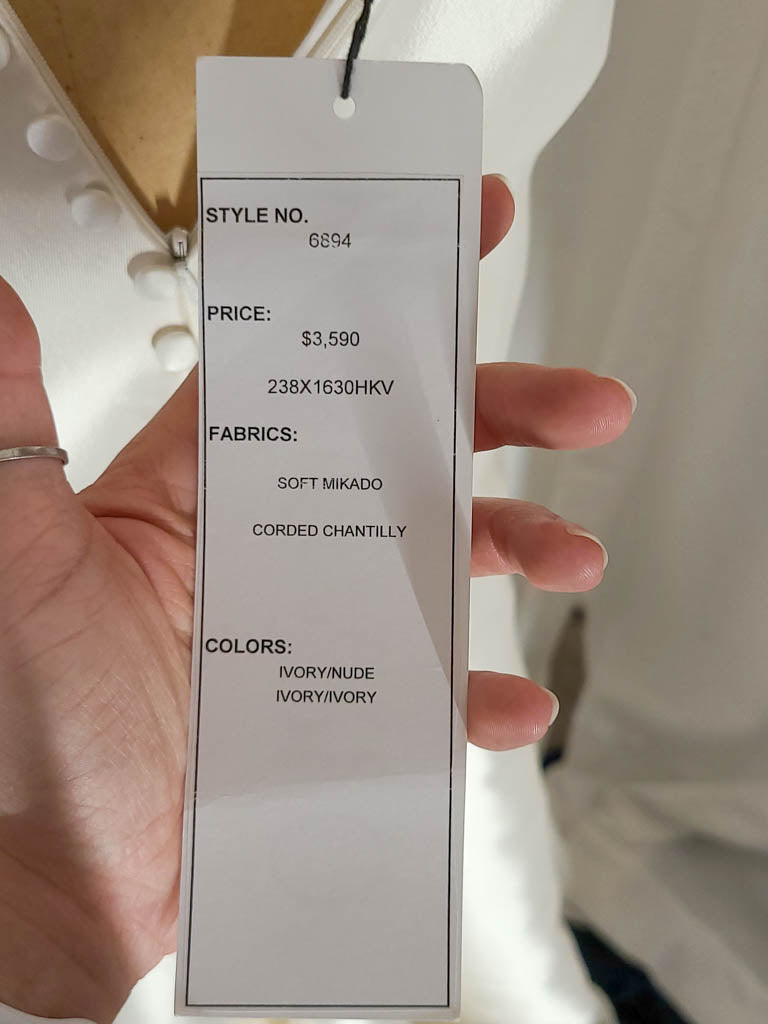 STYLE NO.
6894
PRICE:
$3,590
238X1630HKV
FABRICS:
SOFT MIKADO
CORDED CHANTILLY
COLORS:
IVORY/NUDE
IVORY/IVORY